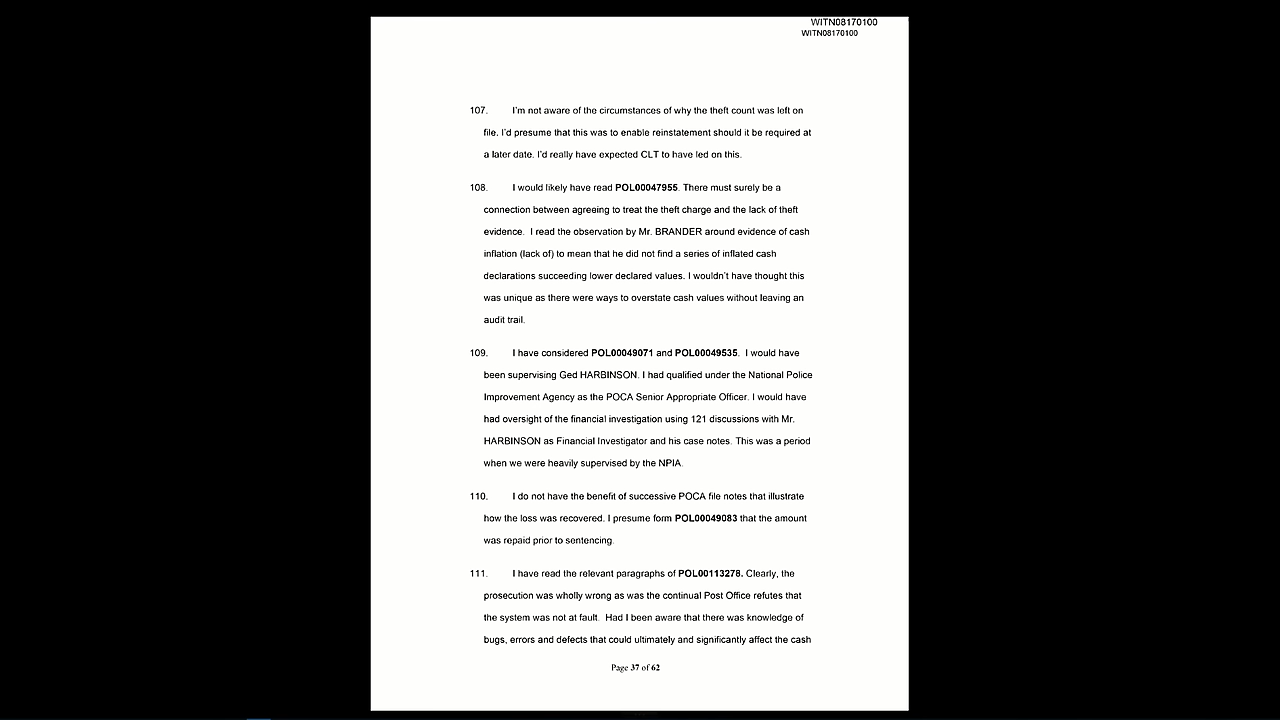 WITN08170100
WITN08170100
107. I'm not aware of the circumstances of why the theft count was left on
file. I'd presume that this was to enable reinstatement should it be required at
a later date. I'd really have expected CLT to have led on this.
108. I would likely have read POL00047955. There must surely be a
connection between agreeing to treat the theft charge and the lack of theft
evidence. I read the observation by Mr. BRANDER around evidence of cash
inflation (lack of) to mean that he did not find a series of inflated cash
declarations succeeding lower declared values. I wouldn't have thought this
was unique as there were ways to overstate cash values without leaving an
audit trail.
109. I have considered POL00049071 and POL00049535. I would have
been supervising Ged HARBINSON. I had qualified under the National Police
Improvement Agency as the POCA Senior Appropriate Officer. I would have
had oversight of the financial investigation using 121 discussions with Mr.
HARBINSON as Financial Investigator and his case notes. This was a period
when we were heavily supervised by the NPIA.
110. I do not have the benefit of successive POCA file notes that illustrate
how the loss was recovered. I presume form POL00049083 that the amount
was repaid prior to sentencing.
111. I have read the relevant paragraphs of POL00113278. Clearly, the
prosecution was wholly wrong as was the continual Post Office refutes that
the system was not at fault. Had I been aware that there was knowledge of
bugs, errors and defects that could ultimately and significantly affect the cash
Page 37 of 62